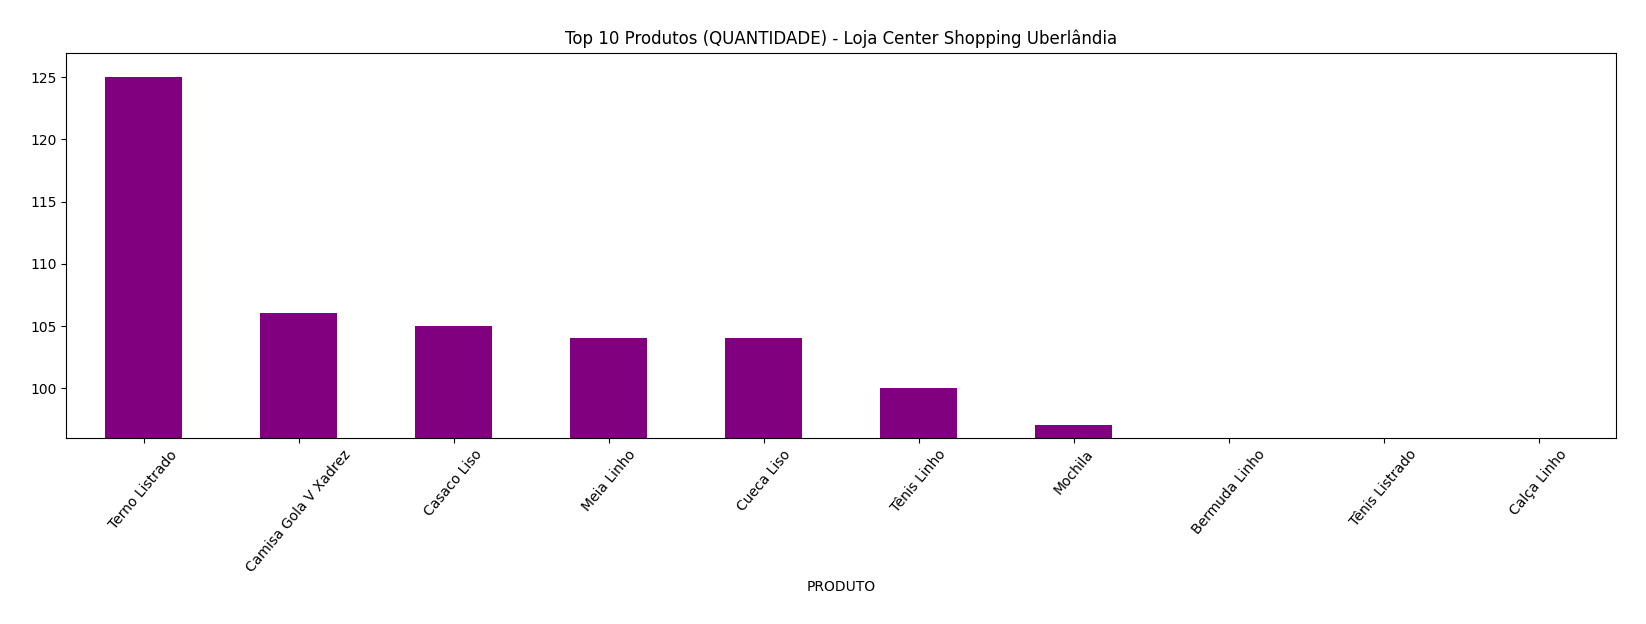 Top 10 Produtos (QUANTIDADE) - Loja Center Shopping Uberlândia
125
120
115
110
105
100
Terno Listrado
Camisa Gola V Xadrez
Casaco Liso
Meia Linho
Cueca Liso
Tênis Linho
Mochila
Bermuda Linho
Tênis Listrado
Calça Linho
PRODUTO